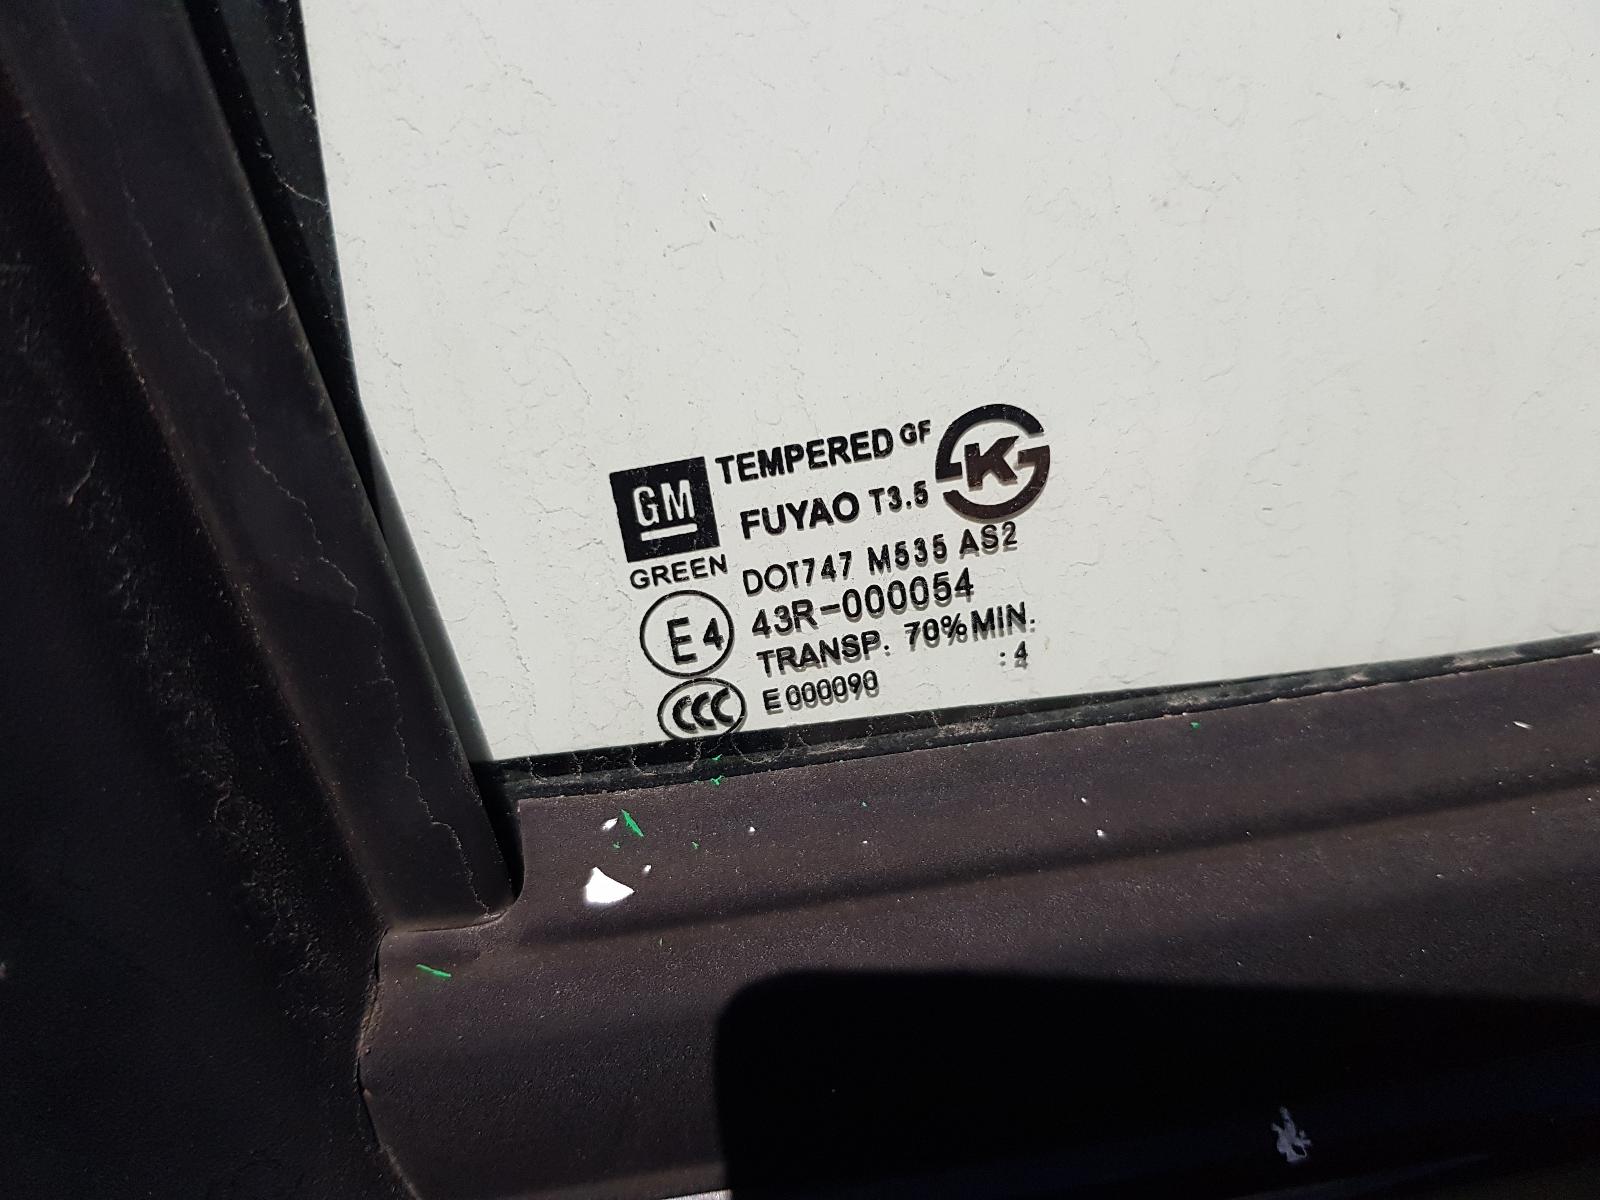 GM TEMPERED GF K
FUYAO T3.5
GREEN DOT747 M535 AS2
E4 43R-000054
TRANSP. 70%MIN.
CCC E000090 :4